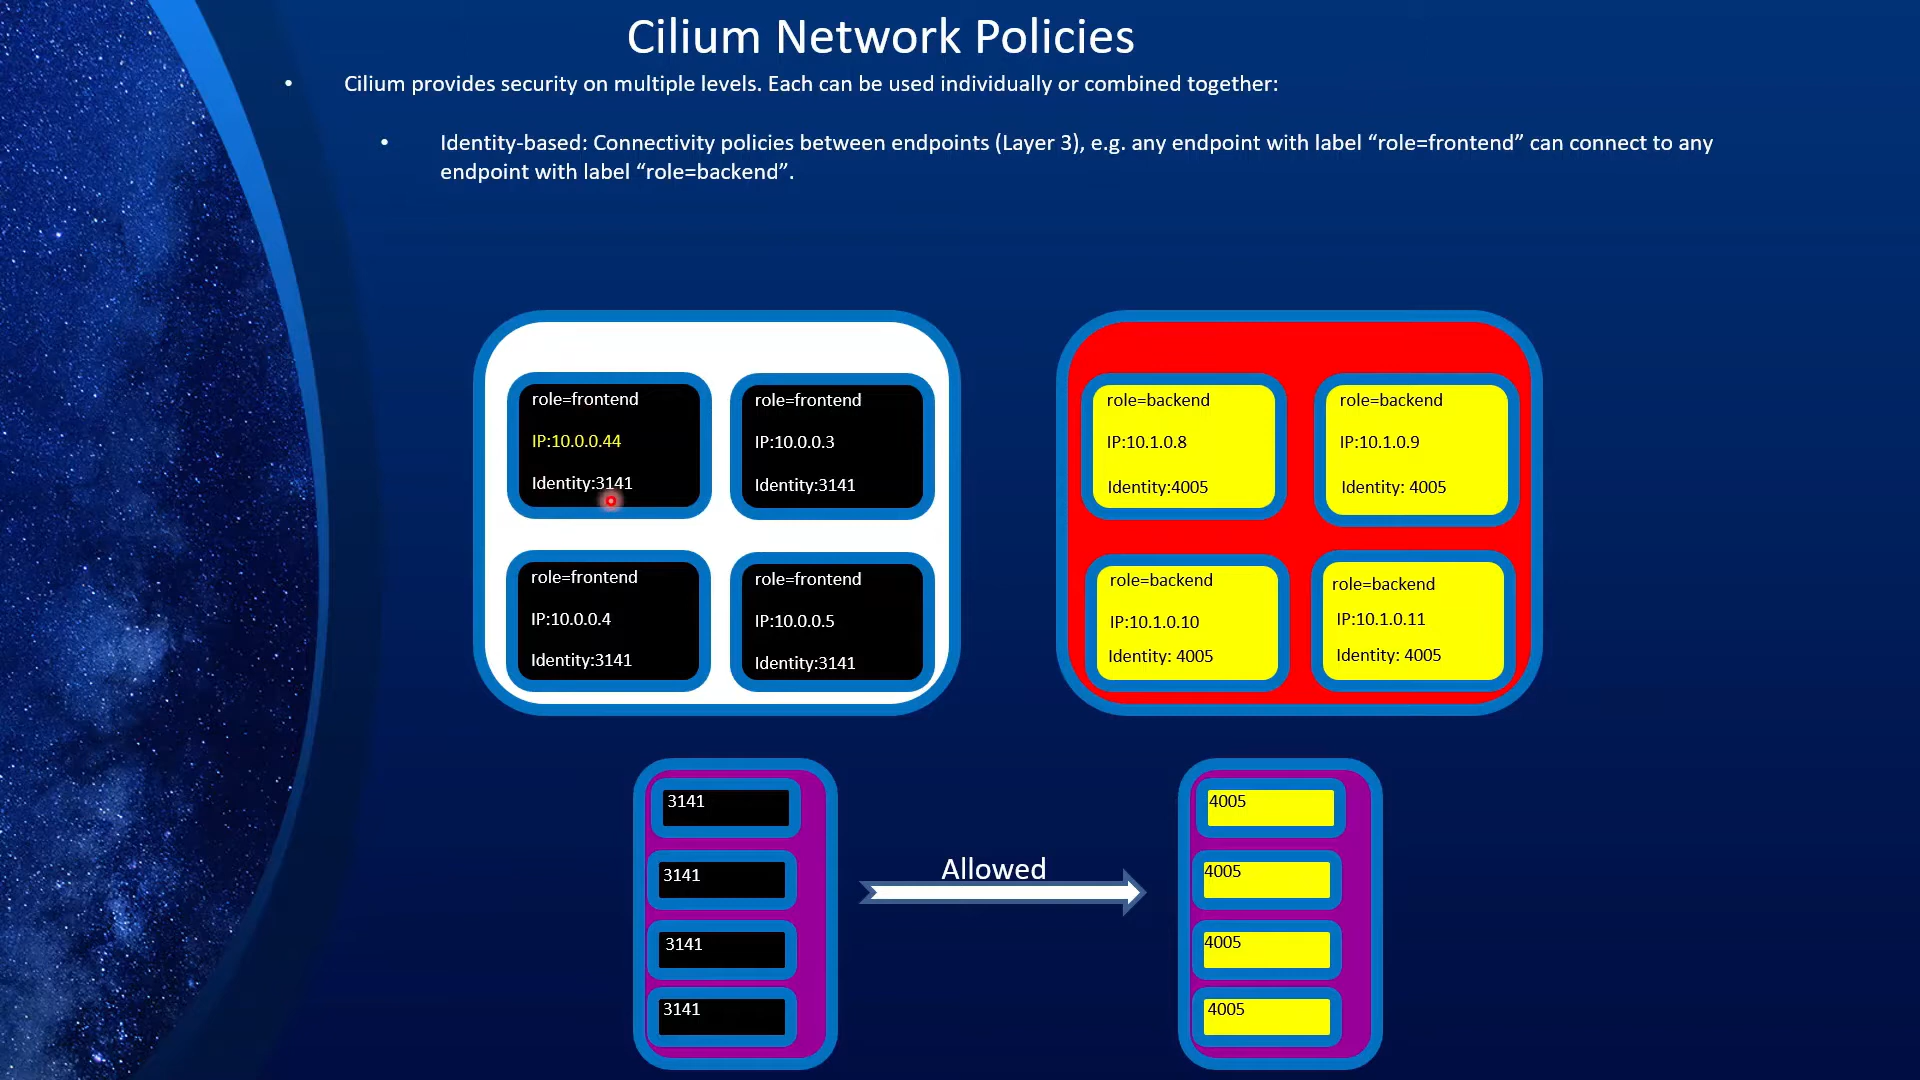 Cilium Network Policies
• Cilium provides security on multiple levels. Each can be used individually or combined together:
• Identity-based: Connectivity policies between endpoints (Layer 3), e.g. any endpoint with label “role=frontend” can connect to any
endpoint with label “role=backend”.
role=frontend
IP:10.0.0.44
Identity:3141
role=frontend
IP:10.0.0.3
Identity:3141
role=frontend
IP:10.0.0.4
Identity:3141
role=frontend
IP:10.0.0.5
Identity:3141
role=backend
IP:10.1.0.8
Identity:4005
role=backend
IP:10.1.0.9
Identity: 4005
role=backend
IP:10.1.0.10
Identity: 4005
role=backend
IP:10.1.0.11
Identity: 4005
3141
3141
3141
3141
Allowed
4005
4005
4005
4005